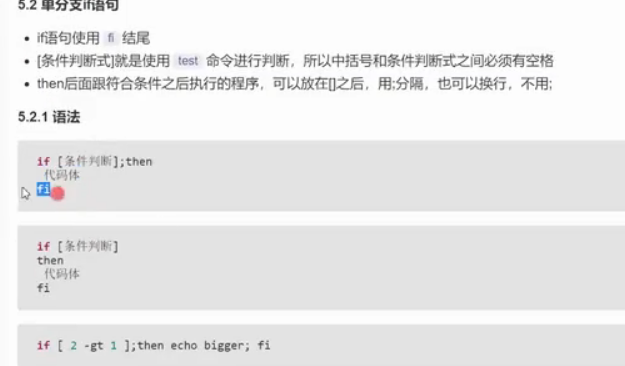 5.2 单分支if语句
if语句使用 fi 结尾
[条件判断式]就是使用 test 命令进行判断，所以中括号和条件判断式之间必须有空格
then后面跟符合条件之后执行的程序，可以放在[]之后，用;分隔，也可以换行，不用;
5.2.1 语法
if [条件判断];then
代码体
fi
if [条件判断]
then
代码体
fi
if [ 2 -gt 1 ];then echo bigger; fi